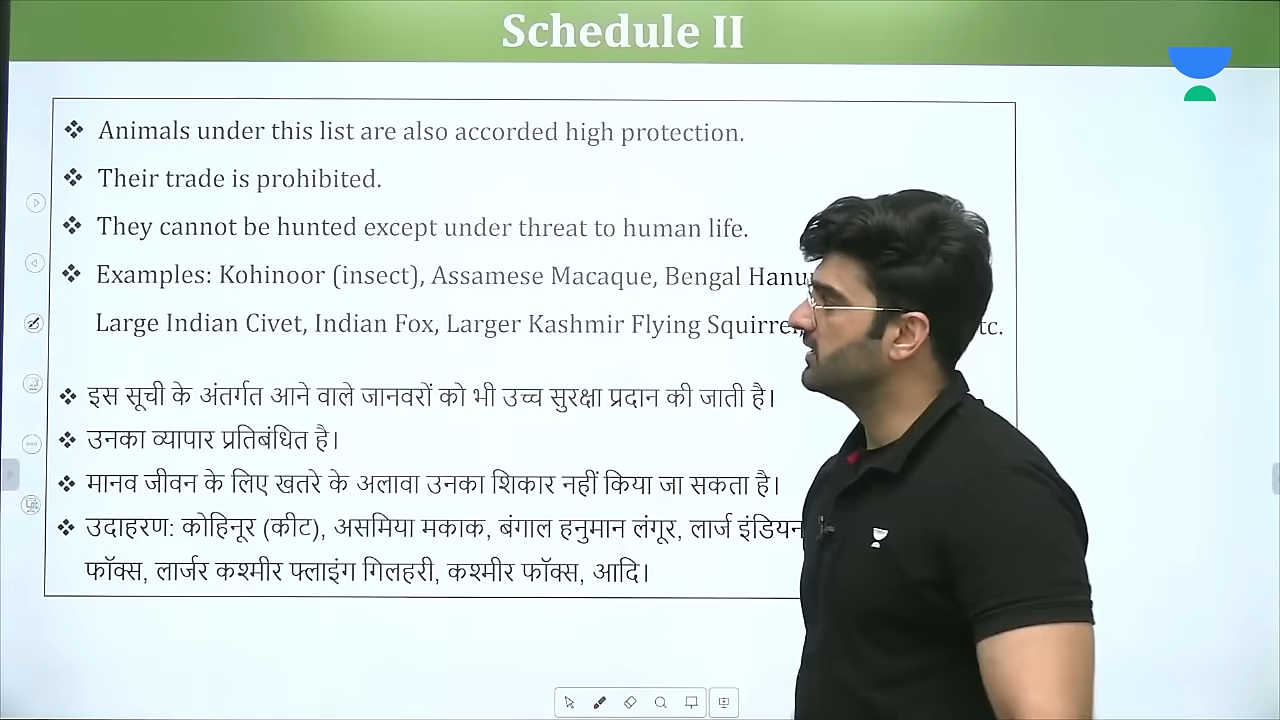 Schedule II
Animals under this list are also accorded high protection.
Their trade is prohibited.
They cannot be hunted except under threat to human life.
Examples: Kohinoor (insect), Assamese Macaque, Bengal
Large Indian Civet, Indian Fox, Larger Kashmir Flying Squirrel,
इस सूची के अंतर्गत आने वाले जानवरों को भी उच्च सुरक्षा प्रदान की जाती है।
उनका व्यापार प्रतिबंधित है।
मानव जीवन के लिए खतरे के अलावा उनका शिकार नहीं किया जा सकता है।
उदाहरण: कोहिनूर (कीट), असमिया मकाक, बंगाल हनुमान लंगूर, लार्ज इंडियन
फॉक्स, लार्जर कश्मीर फ्लाइंग गिलहरी, कश्मीर फॉक्स, आदि।